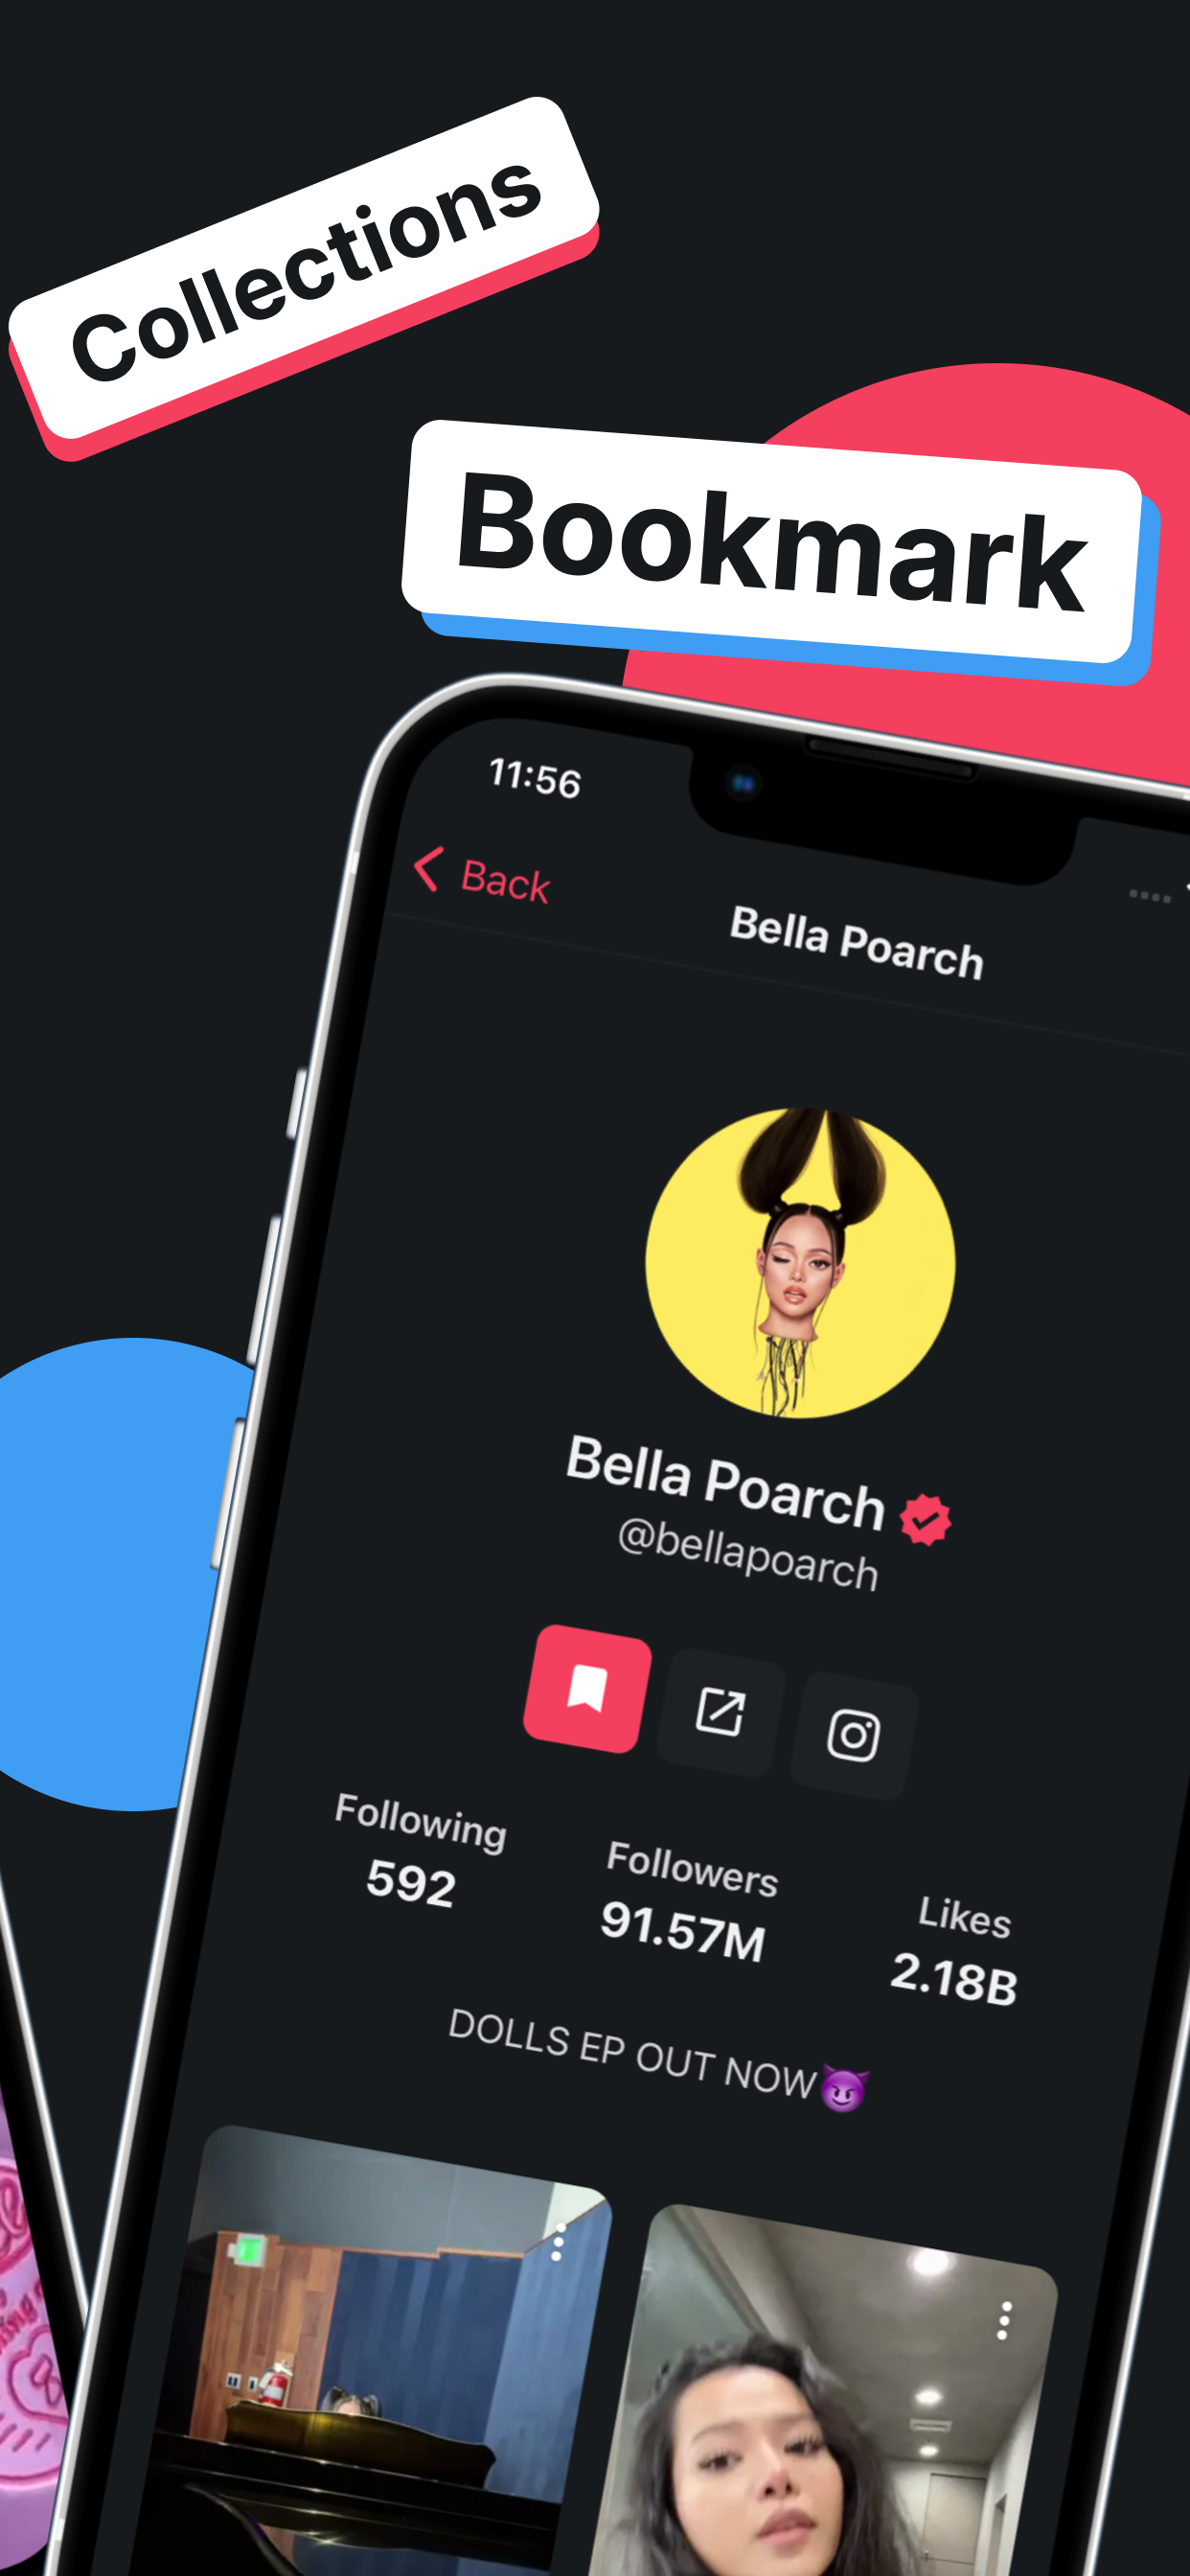 Collections
Bookmark
11:56
Back
Bella Poarch
Bella Poarch
@bellapoarch
Following
Followers
Likes
592
91.57M
2.18B
DOLLS EP OUT NOW😈